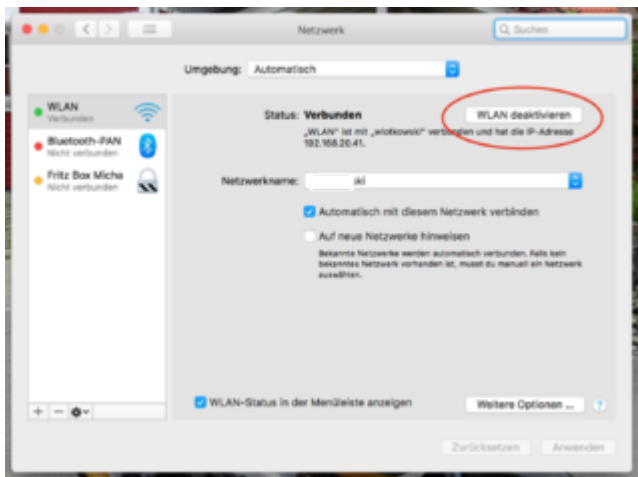 Netzwerk
Suchen
Umgebung: Automatisch
WLAN
Verbunden
Bluetooth-PAN
Nicht verbunden
Fritz Box Micha
Nicht verbunden
Status: Verbunden
WLAN deaktivieren
„WLAN“ ist mit „wlotkowski“ verbunden und hat die IP-Adresse
192.168.20.41.
Netzwerkname: ski
Automatisch mit diesem Netzwerk verbinden
Auf neue Netzwerke hinweisen
Bekannte Netzwerke werden automatisch verbunden. Falls kein
bekanntes Netzwerk vorhanden ist, musst du manuell ein Netzwerk
auswählen.
WLAN-Status in der Menüleiste anzeigen
Weitere Optionen ...
?
Zurücksetzen
Anwenden